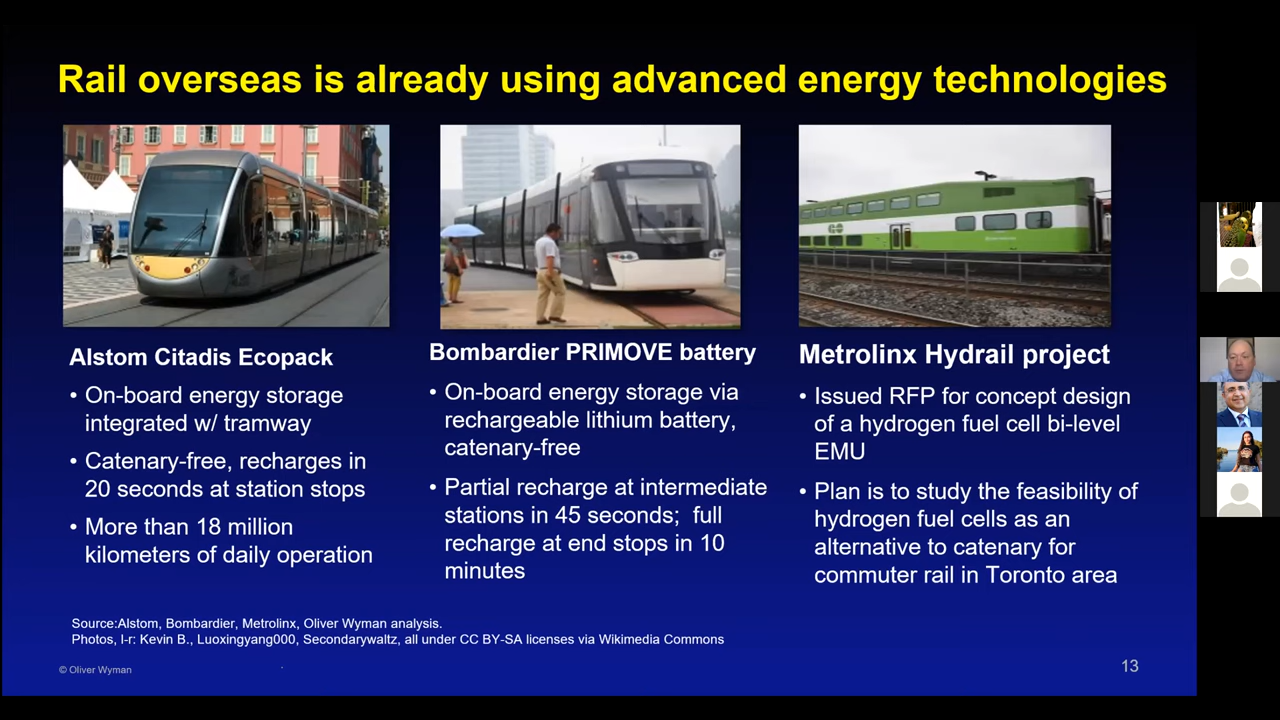 Rail overseas is already using advanced energy technologies
GO
Alstom Citadis Ecopack
• On-board energy storage
integrated w/ tramway
• Catenary-free, recharges in
20 seconds at station stops
• More than 18 million
kilometers of daily operation
Bombardier PRIMOVE battery
• On-board energy storage via
rechargeable lithium battery,
catenary-free
• Partial recharge at intermediate
stations in 45 seconds;  full
recharge at end stops in 10
minutes
Metrolinx Hydrail project
• Issued RFP for concept design
of a hydrogen fuel cell bi-level
EMU
• Plan is to study the feasibility of
hydrogen fuel cells as an
alternative to catenary for
commuter rail in Toronto area
Source:Alstom, Bombardier, Metrolinx, Oliver Wyman analysis.
Photos, l-r: Kevin B., Luoxingyang000, Secondarywaltz, all under CC BY-SA licenses via Wikimedia Commons
© Oliver Wyman
13